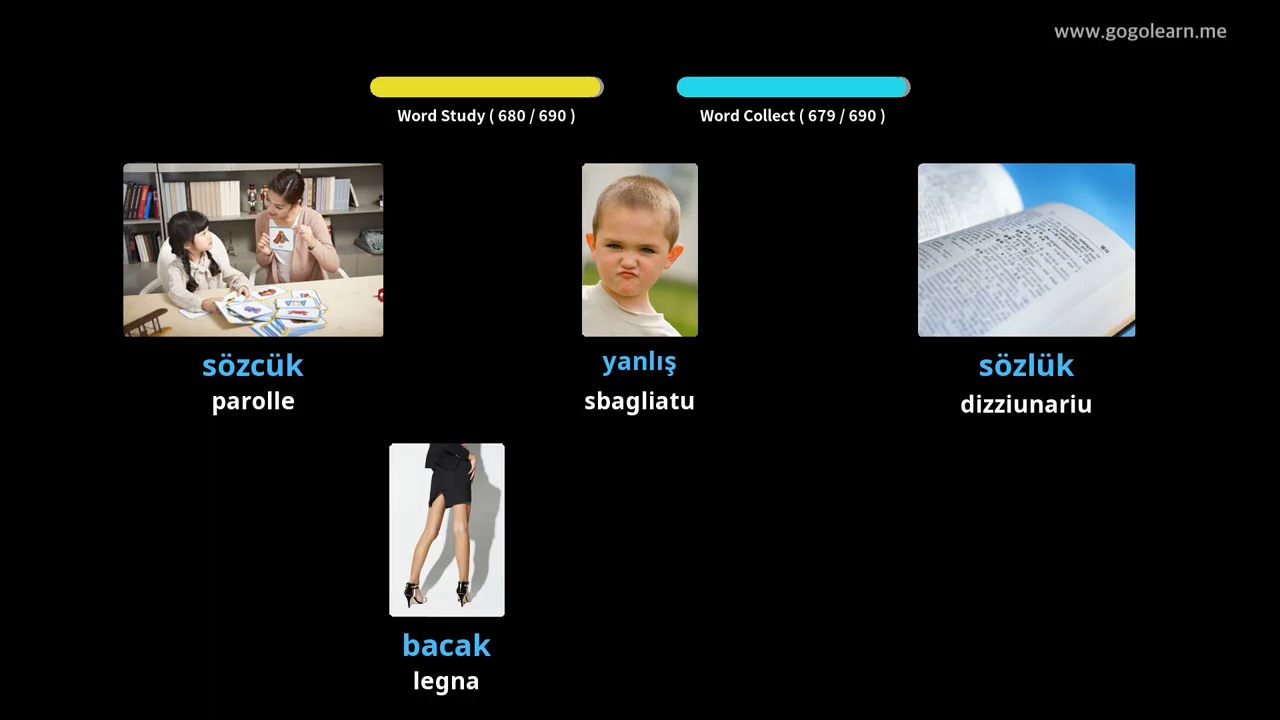 www.gogolearn.me
Word Study ( 680 / 690 )
Word Collect ( 679 / 690 )
sözcük
parolle
yanlış
sbagliatu
sözlük
dizziunariu
bacak
legna